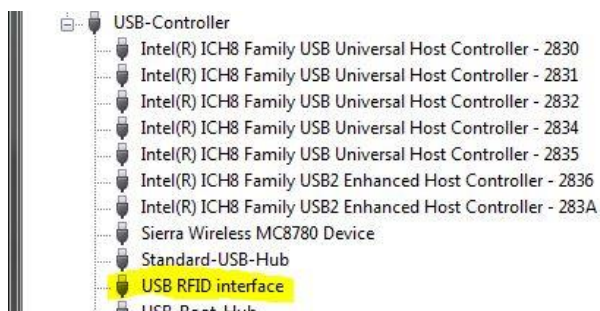 USB-Controller
Intel(R) ICH8 Family USB Universal Host Controller - 2830
Intel(R) ICH8 Family USB Universal Host Controller - 2831
Intel(R) ICH8 Family USB Universal Host Controller - 2832
Intel(R) ICH8 Family USB Universal Host Controller - 2834
Intel(R) ICH8 Family USB Universal Host Controller - 2835
Intel(R) ICH8 Family USB2 Enhanced Host Controller - 2836
Intel(R) ICH8 Family USB2 Enhanced Host Controller - 283A
Sierra Wireless MC8780 Device
Standard-USB-Hub
USB RFID interface
USB-Root-Hub